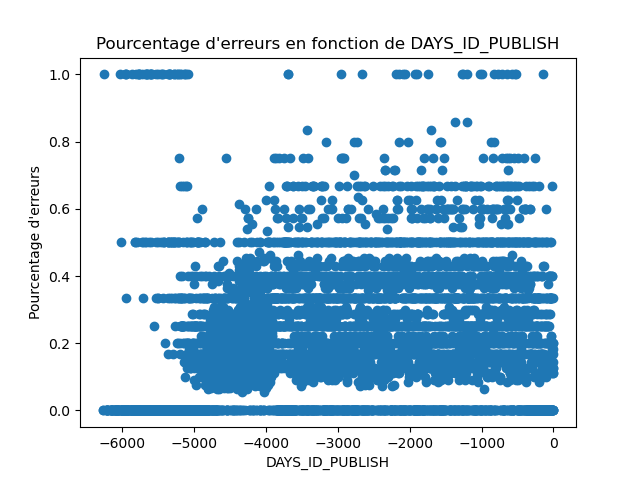 Pourcentage d'erreurs en fonction de DAYS_ID_PUBLISH
1.0
0.8
0.6
0.4
0.2
0.0
Pourcentage d'erreurs
−6000 −5000 −4000 −3000 −2000 −1000 0
DAYS_ID_PUBLISH